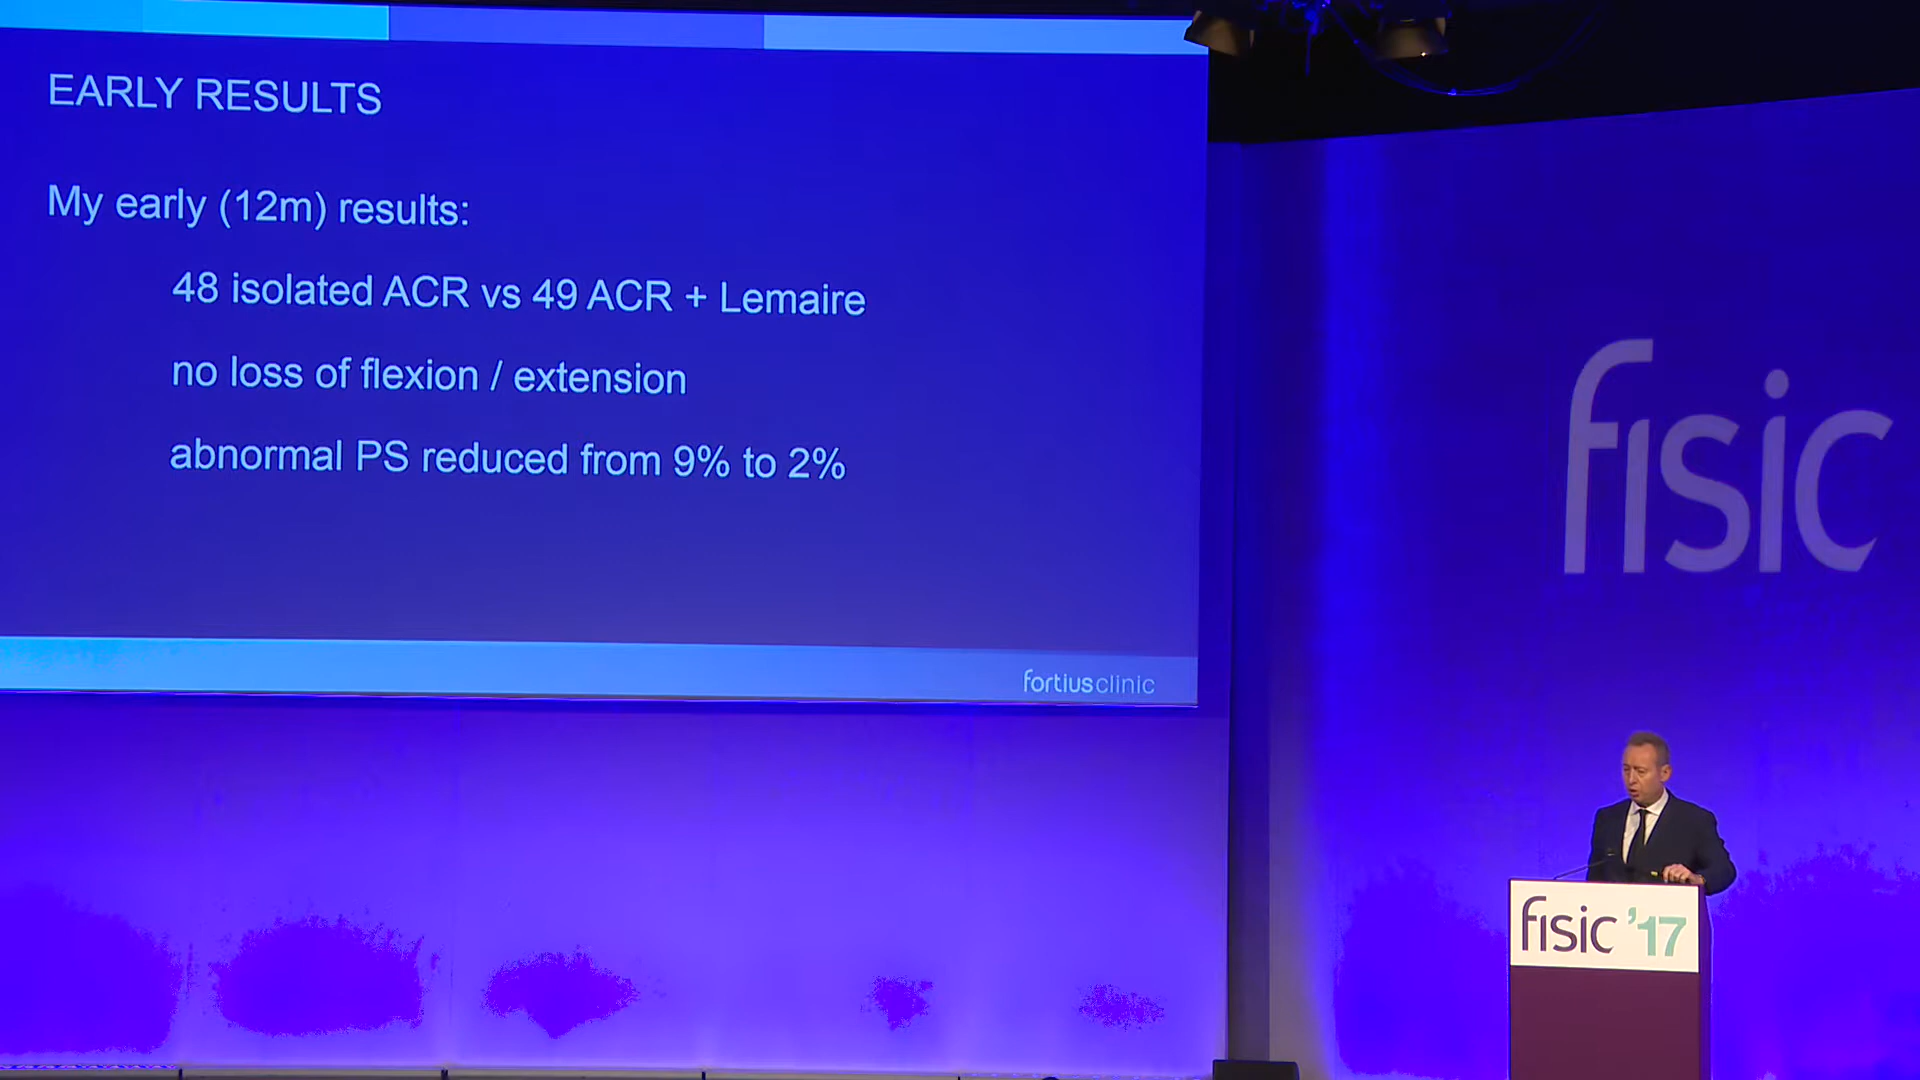 EARLY RESULTS
My early (12m) results:
48 isolated ACR vs 49 ACR + Lemaire
no loss of flexion / extension
abnormal PS reduced from 9% to 2%
fortiusclinic
fisic
fisic '17